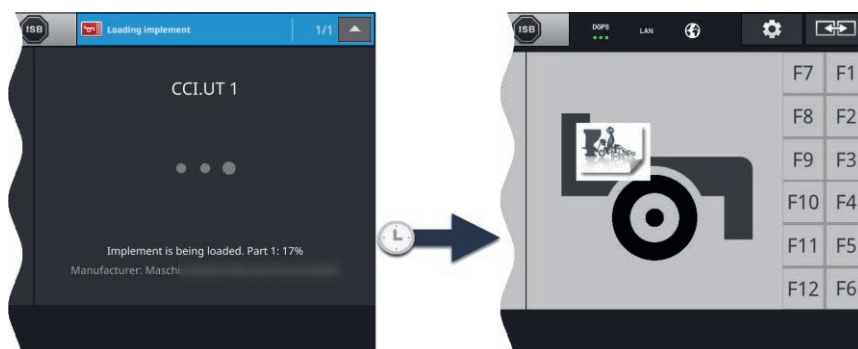 ISB
Loading implement
1/1
CCI.UT 1
Implement is being loaded. Part 1: 17%
Manufacturer: Maschi
ISB
DGPS
LAN
F7 F1
F8 F2
F9 F3
F10 F4
F11 F5
F12 F6